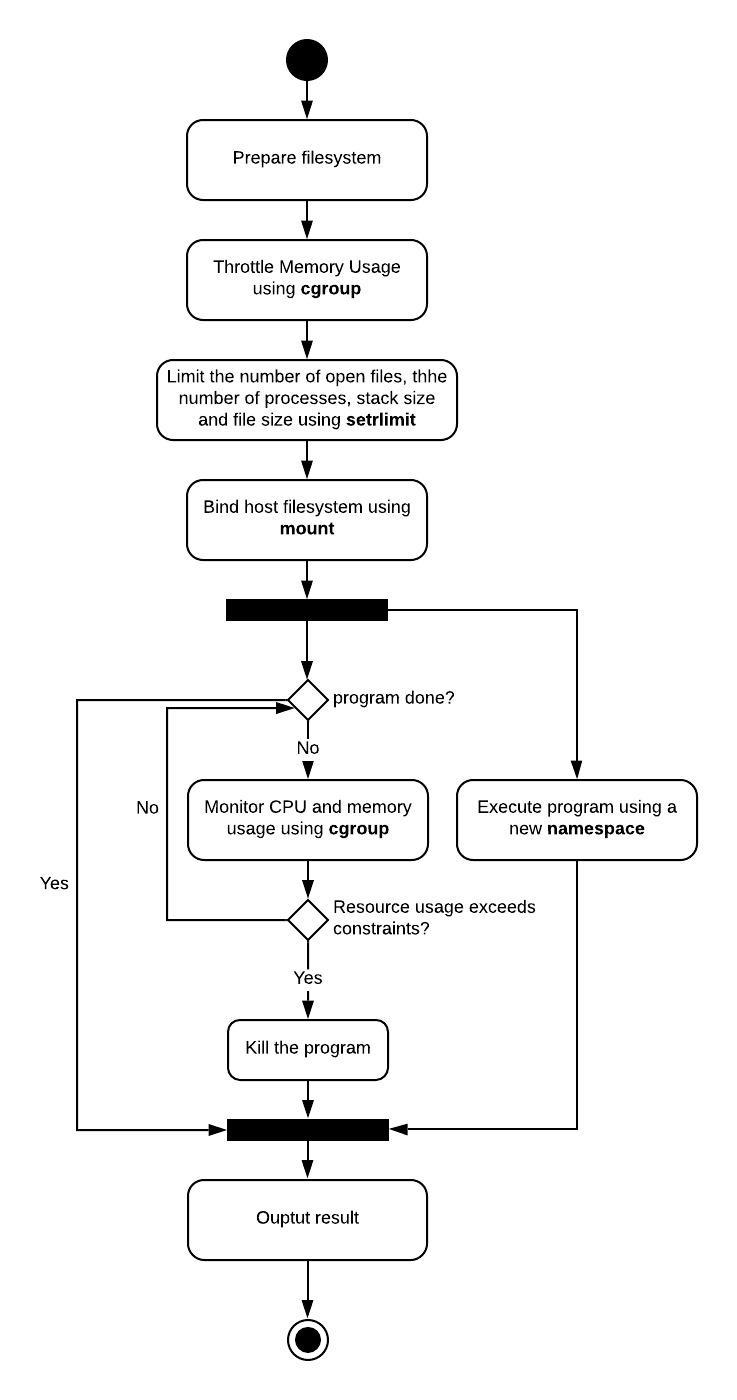 Prepare filesystem
Throttle Memory Usage
using cgroup
Limit the number of open files, thhe
number of processes, stack size
and file size using setrlimit
Bind host filesystem using
mount
program done?
No
Monitor CPU and memory
usage using cgroup
Execute program using a
new namespace
No
Yes
Resource usage exceeds
constraints?
Yes
Kill the program
Ouptut result